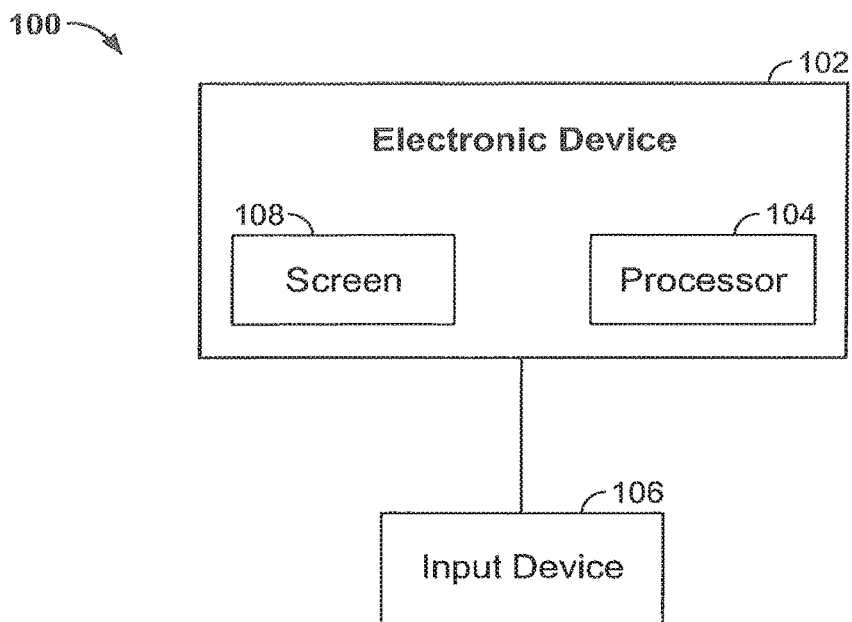 100
102
Electronic Device
108
104
Screen
Processor
106
Input Device